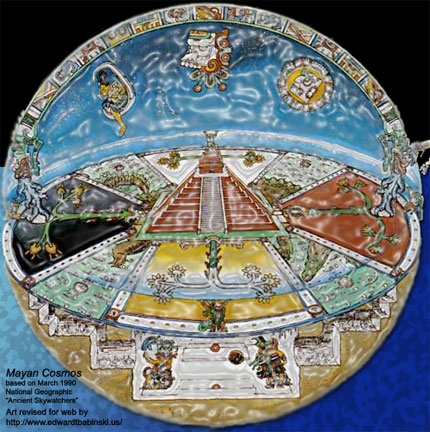 Mayan Cosmos
based on March 1990
National Geographic
"Ancient Skywatchers"
Art revised for web by
http://www.edwardtbabinski.us/